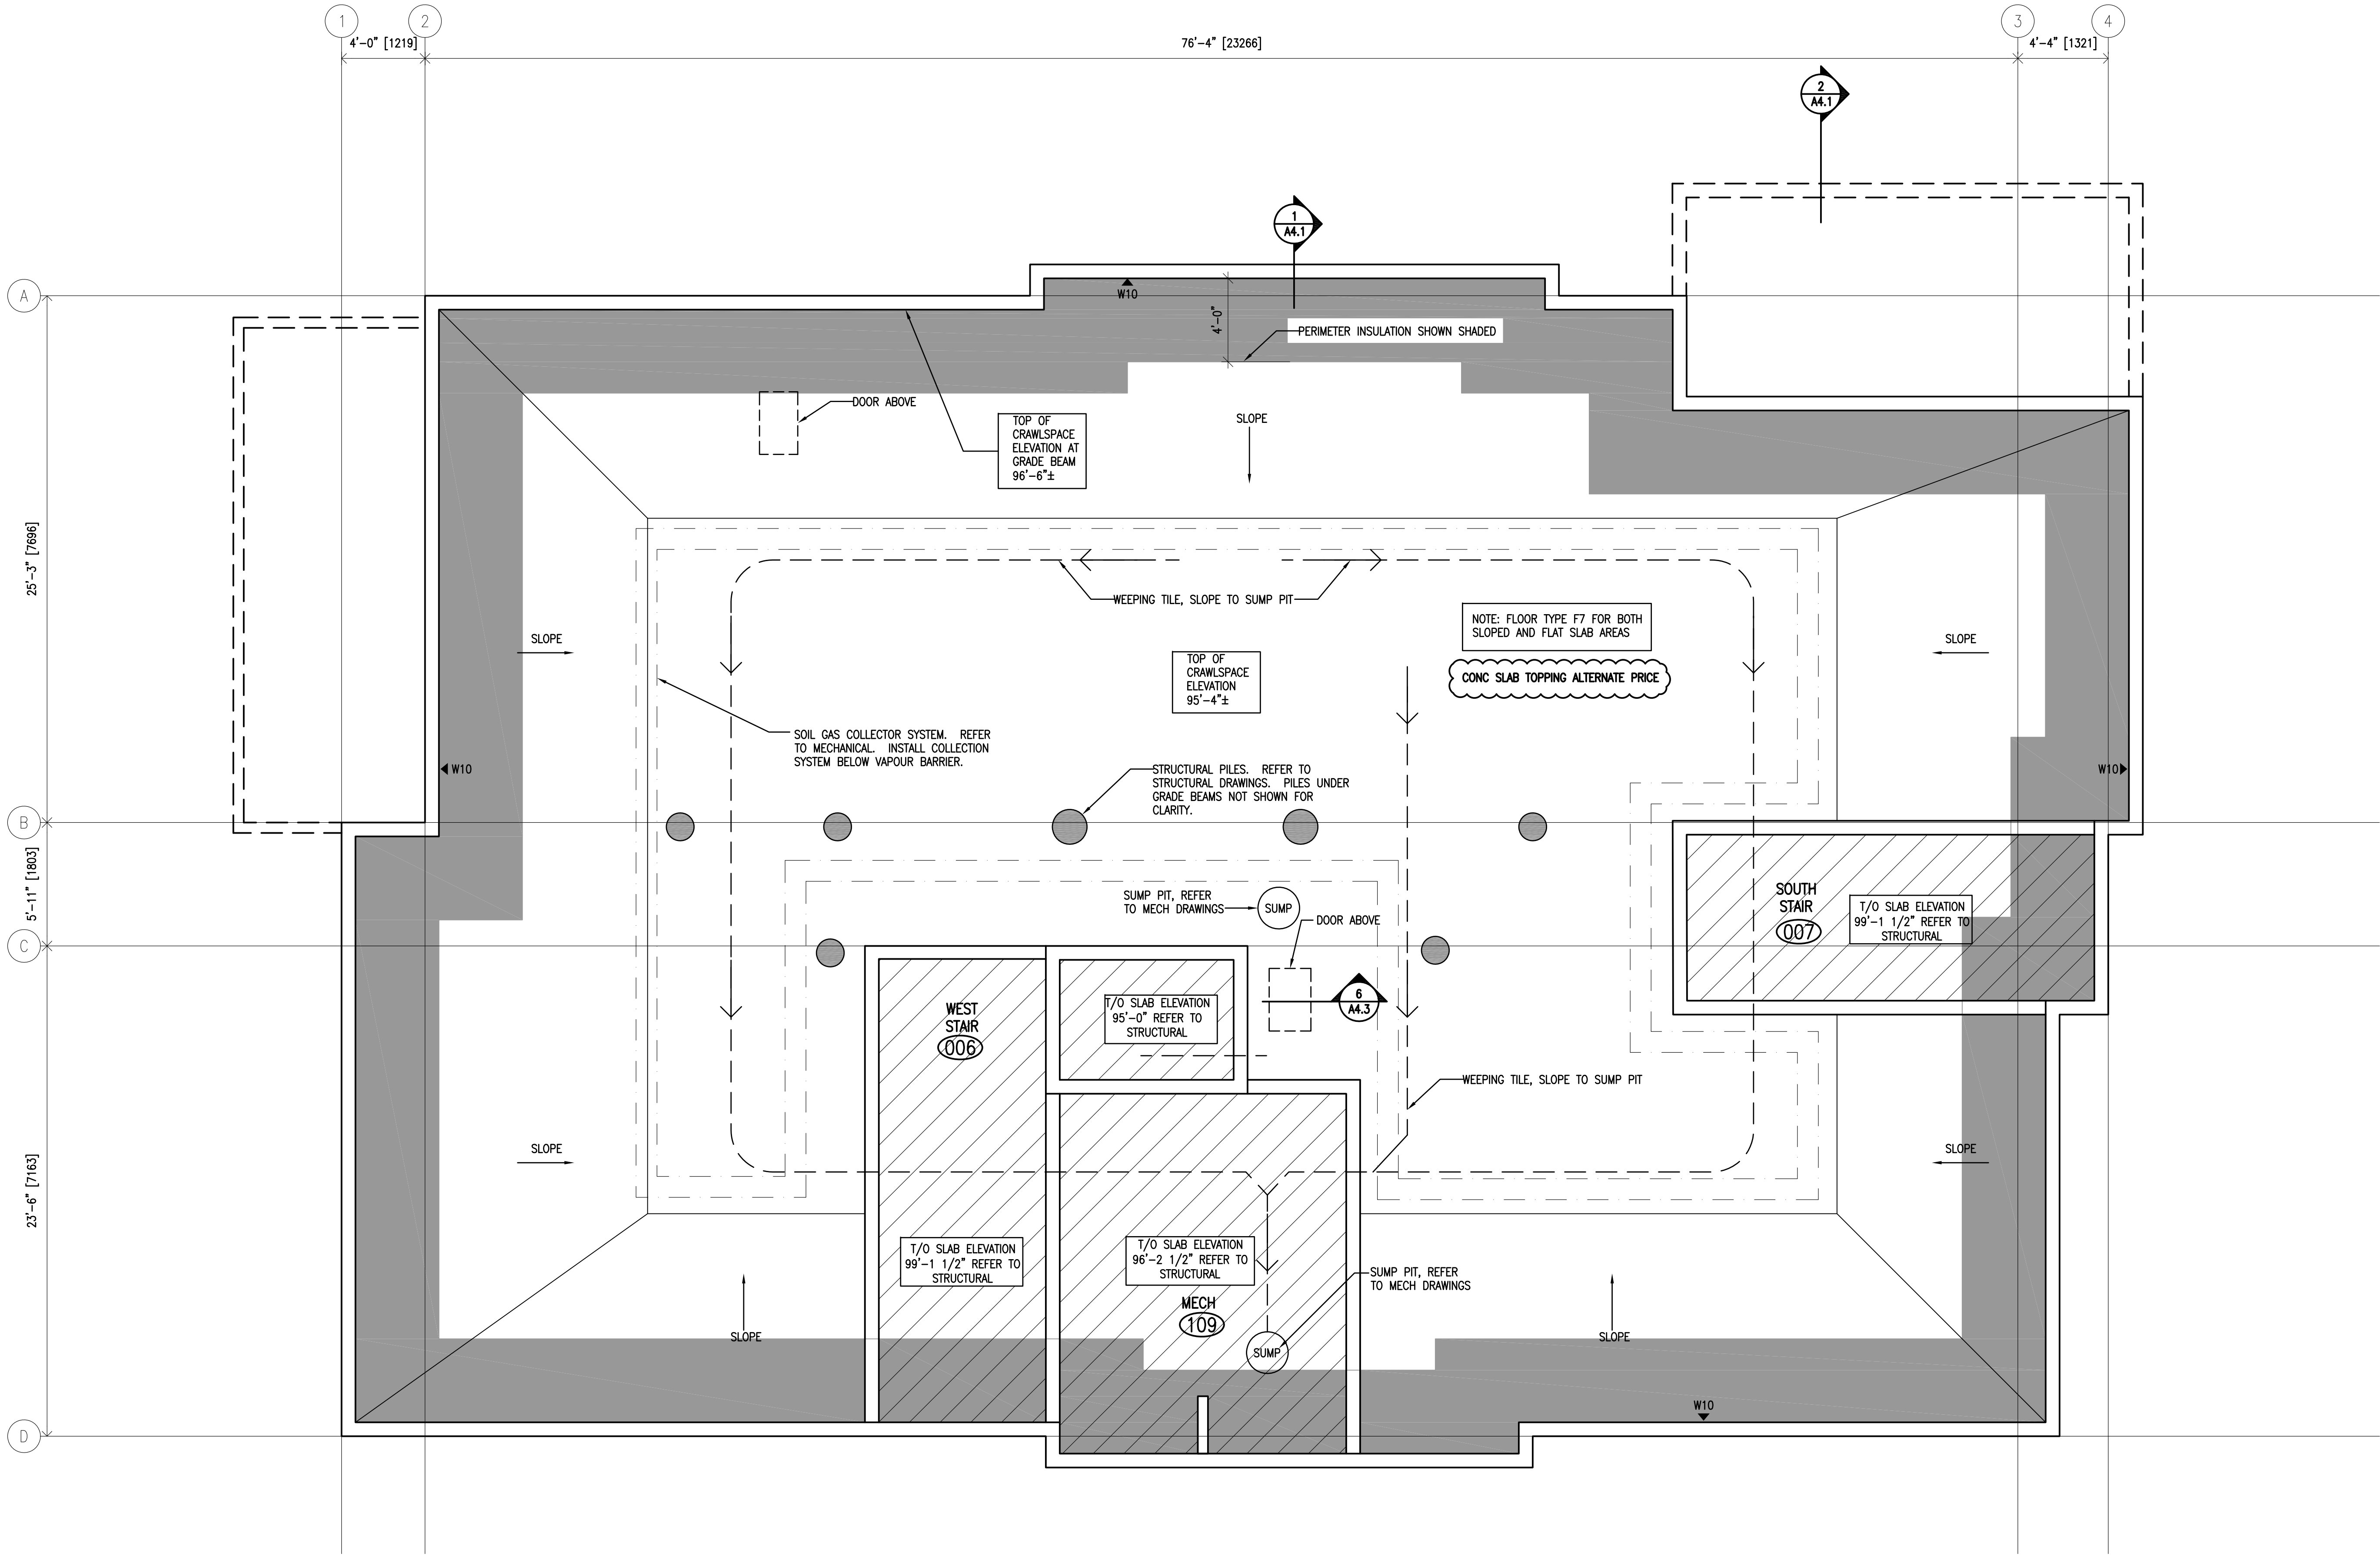 1
2
3
4
4'-0" [1219]
76'-4" [23266]
4'-4" [1321]
2
A4.1
1
A4.1
A
W10
4'-0"
PERIMETER INSULATION SHOWN SHADED
DOOR ABOVE
TOP OF
CRAWLSPACE
ELEVATION AT
GRADE BEAM
96'-6"±
SLOPE
25'-3" [7696]
WEEPING TILE, SLOPE TO SUMP PIT
NOTE: FLOOR TYPE F7 FOR BOTH
SLOPED AND FLAT SLAB AREAS
SLOPE
SLOPE
TOP OF
CRAWLSPACE
ELEVATION
95'-4"±
CONC SLAB TOPPING ALTERNATE PRICE
SOIL GAS COLLECTOR SYSTEM. REFER
TO MECHANICAL. INSTALL COLLECTION
SYSTEM BELOW VAPOUR BARRIER.
W10
STRUCTURAL PILES. REFER TO
STRUCTURAL DRAWINGS. PILES UNDER
GRADE BEAMS NOT SHOWN FOR
CLARITY.
W10
B
5'-11" [1803]
SUMP PIT, REFER
TO MECH DRAWINGS
SUMP
DOOR ABOVE
SOUTH
STAIR
007
T/O SLAB ELEVATION
99'-1 1/2" REFER TO
STRUCTURAL
C
WEST
STAIR
006
T/O SLAB ELEVATION
95'-0" REFER TO
STRUCTURAL
6
A4.3
WEEPING TILE, SLOPE TO SUMP PIT
SLOPE
SLOPE
23'-6" [7163]
T/O SLAB ELEVATION
99'-1 1/2" REFER TO
STRUCTURAL
T/O SLAB ELEVATION
96'-2 1/2" REFER TO
STRUCTURAL
MECH
109
SUMP PIT, REFER
TO MECH DRAWINGS
SLOPE
SLOPE
SUMP
W10
D